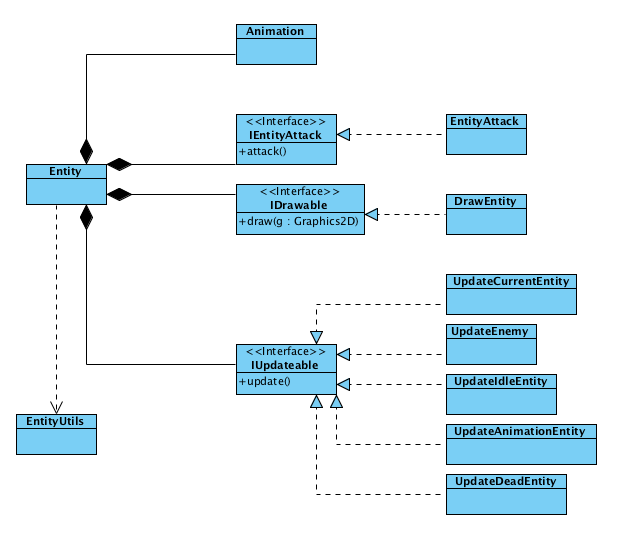 Animation
<<Interface>>
IEntityAttack
+attack()
EntityAttack
Entity
<<Interface>>
IDrawable
+draw(g : Graphics2D)
DrawEntity
UpdateCurrentEntity
UpdateEnemy
<<Interface>>
IUpdateable
+update()
UpdateIdleEntity
EntityUtils
UpdateAnimationEntity
UpdateDeadEntity